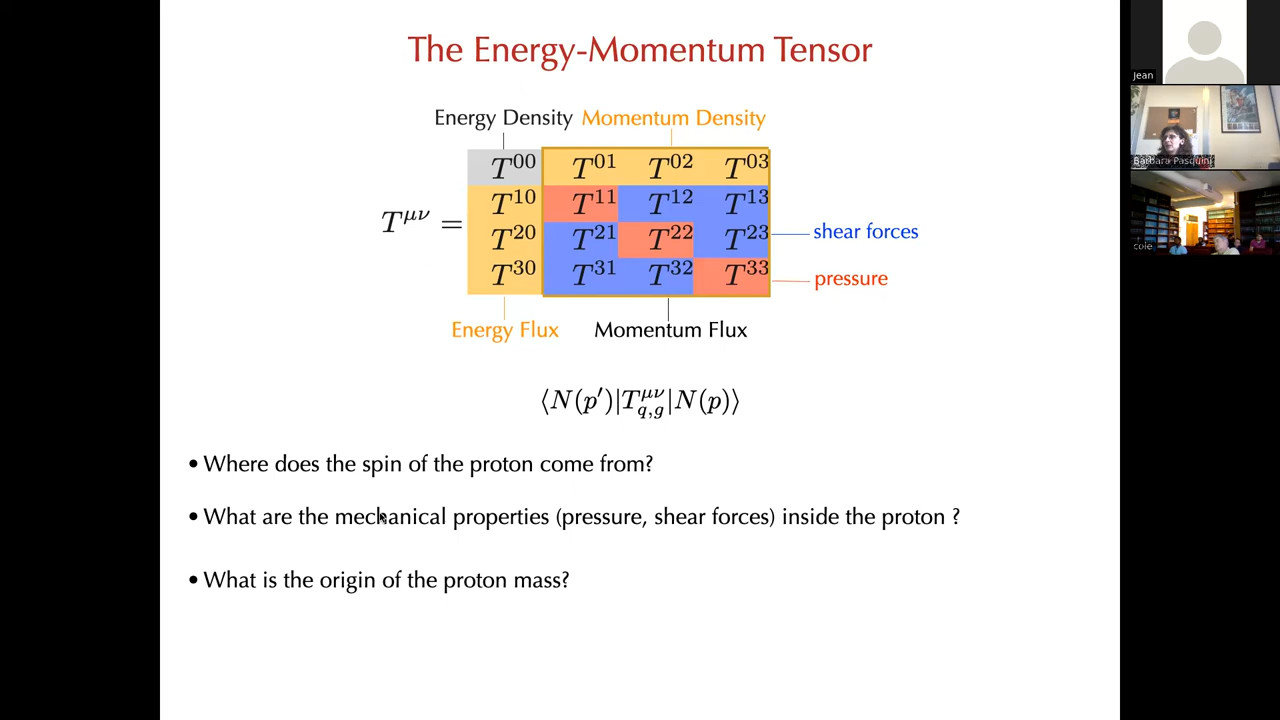 The Energy-Momentum Tensor
Energy Density Momentum Density
T^{00} T^{01} T^{02} T^{03}
T^{10} T^{11} T^{12} T^{13}
T^{μν} =
T^{20} T^{21} T^{22} T^{23}
shear forces
T^{30} T^{31} T^{32} T^{33}
pressure
Energy Flux Momentum Flux
⟨N(p′)|T^{μν}_{q,g}|N(p)⟩
• Where does the spin of the proton come from?
• What are the mechanical properties (pressure, shear forces) inside the proton ?
• What is the origin of the proton mass?
Jean
Barbara Pasquini
cole